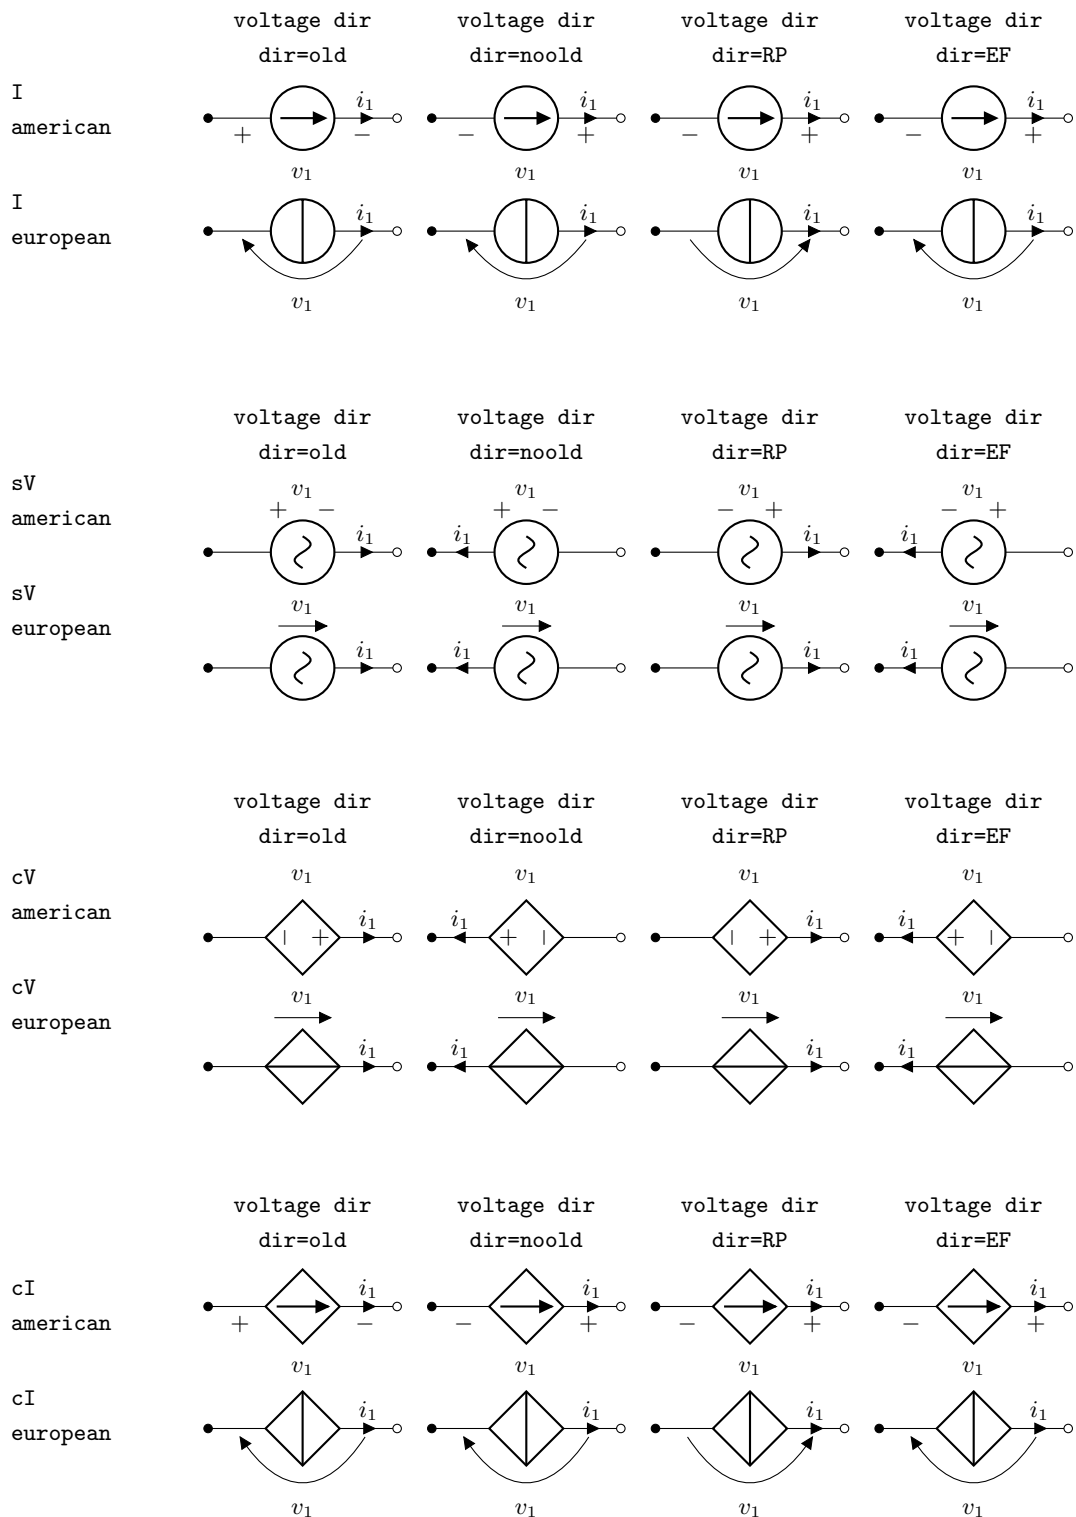 voltage dir voltage dir voltage dir voltage dir
dir=old dir=noold dir=RP dir=EF
I
american
i₁ i₁ i₁ i₁
+ − − + − + − +
v₁ v₁ v₁ v₁
I
european
i₁ i₁ i₁ i₁
v₁ v₁ v₁ v₁
voltage dir voltage dir voltage dir voltage dir
dir=old dir=noold dir=RP dir=EF
sV
american
v₁ v₁ v₁ v₁
+ − + − − + − +
i₁ i₁ i₁ i₁
sV
european
v₁ v₁ v₁ v₁
i₁ i₁ i₁ i₁
voltage dir voltage dir voltage dir voltage dir
dir=old dir=noold dir=RP dir=EF
cV
american
v₁ v₁ v₁ v₁
i₁ i₁ i₁ i₁
− + + − − + + −
cV
european
v₁ v₁ v₁ v₁
i₁ i₁ i₁ i₁
voltage dir voltage dir voltage dir voltage dir
dir=old dir=noold dir=RP dir=EF
cI
american
i₁ i₁ i₁ i₁
+ − − + − + − +
v₁ v₁ v₁ v₁
cI
european
i₁ i₁ i₁ i₁
v₁ v₁ v₁ v₁